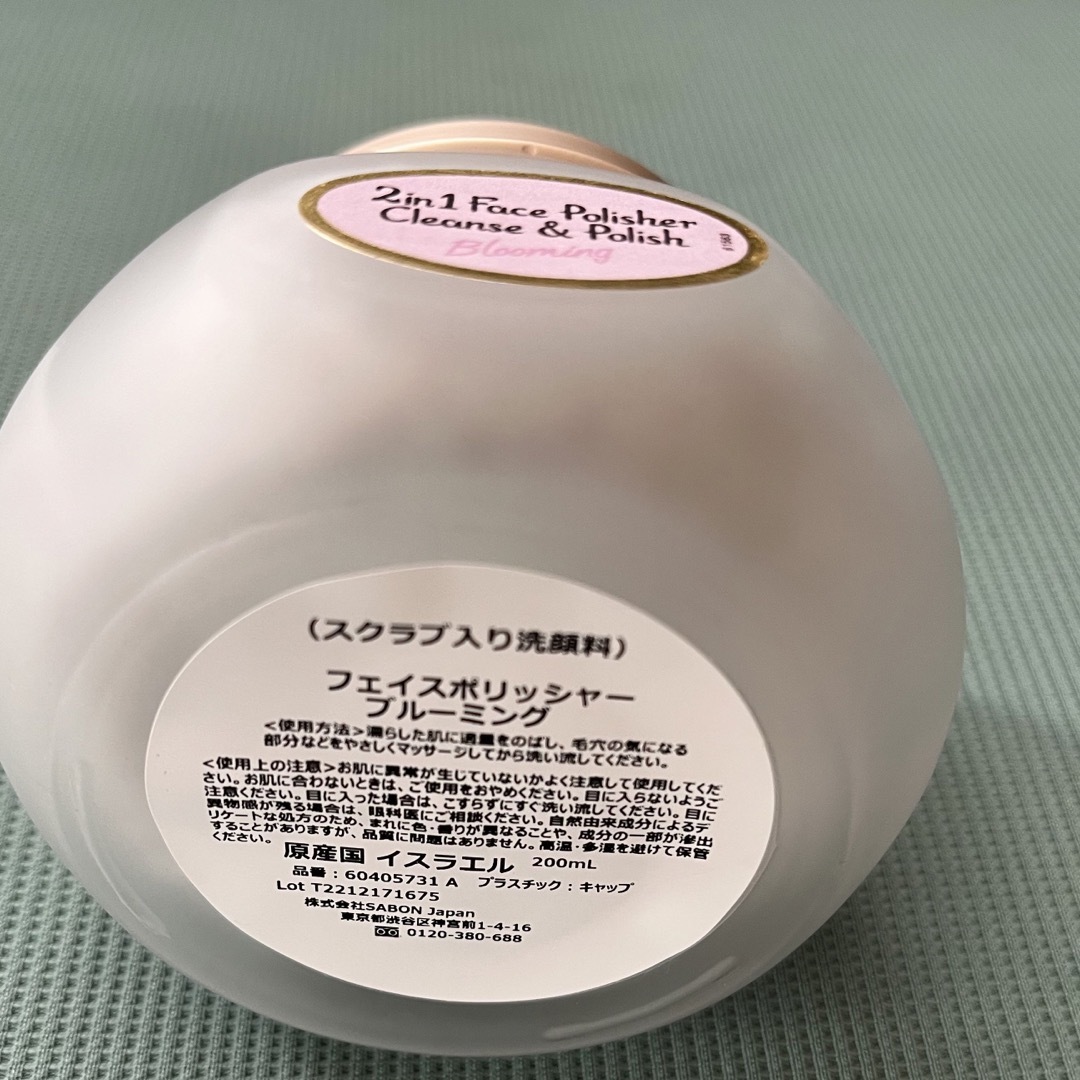 2in1 Face Polisher
Cleanse & Polish
Blooming
(スクラブ入り洗顔料)
フェイスポリッシャー
ブルーミング
<使用方法>濡らした肌に適量をのばし、毛穴の気になる
部分などをやさしくマッサージしてから洗い流してください。
<使用上の注意>お肌に異常が生じていないかよく注意して使用してくだ
さい。お肌に合わないときは、ご使用をおやめください。目に入らないようご
注意ください。目に入った場合は、こすらずにすぐ洗い流してください。目に
異物感が残る場合は、眼科医にご相談ください。自然由来成分によるデ
リケートな処方のため、まれに色・香りが異なることや、成分の一部が滲出
することがありますが、品質に問題はありません。高温・多湿を避けて保管
ください。
原産国 イスラエル 200mL
品番:60405731 A プラスチック:キャップ
Lot T2212171675
株式会社SABON Japan
東京都渋谷区神宮前1-4-16
0120-380-688